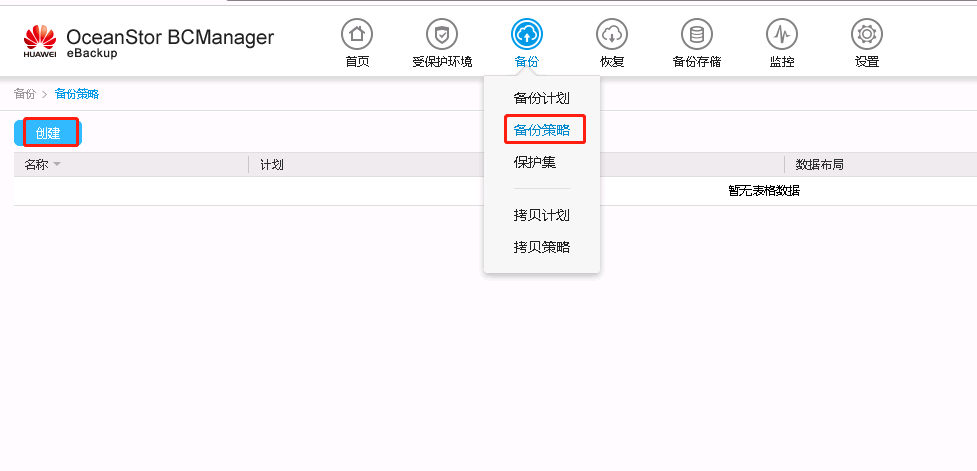 OceanStor BCManager
eBackup
HUAWEI
首页
受保护环境
备份
恢复
备份存储
监控
设置
备份 > 备份策略
创建
名称
计划
数据布局
暂无表格数据
备份计划
备份策略
保护集
拷贝计划
拷贝策略